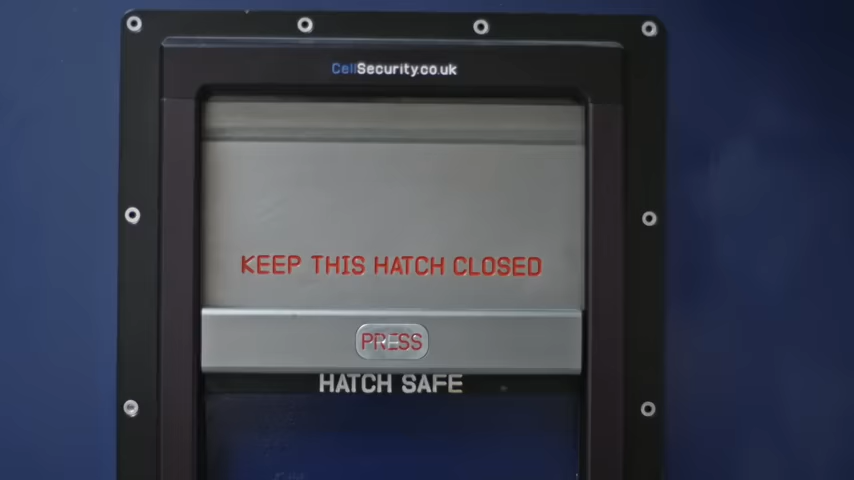 CellSecurity.co.uk
KEEP THIS HATCH CLOSED
PRESS
HATCH SAFE